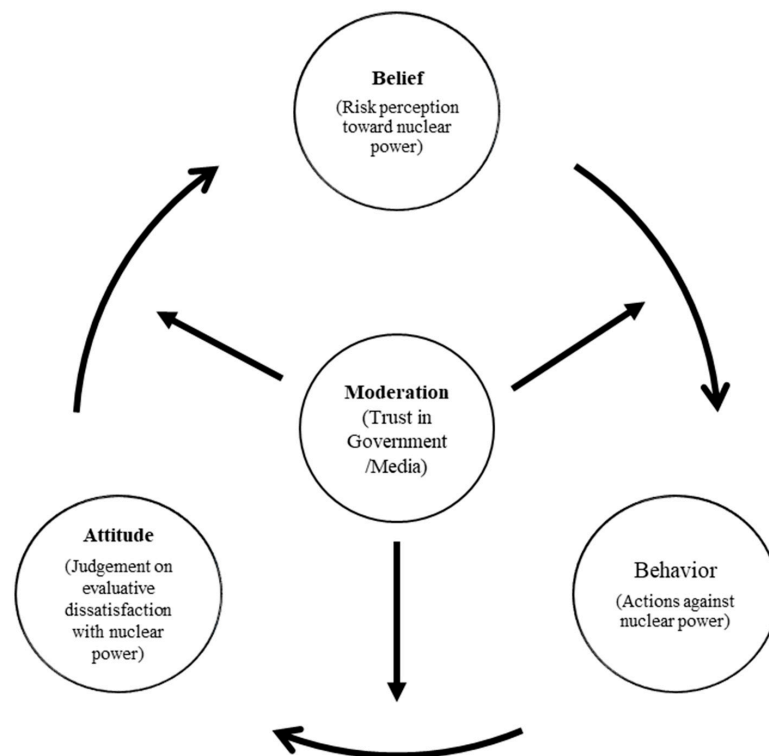 Belief
(Risk perception
toward nuclear
power)
Moderation
(Trust in
Government
/Media)
Attitude
(Judgement on
evaluative
dissatisfaction
with nuclear
power)
Behavior
(Actions against
nuclear power)